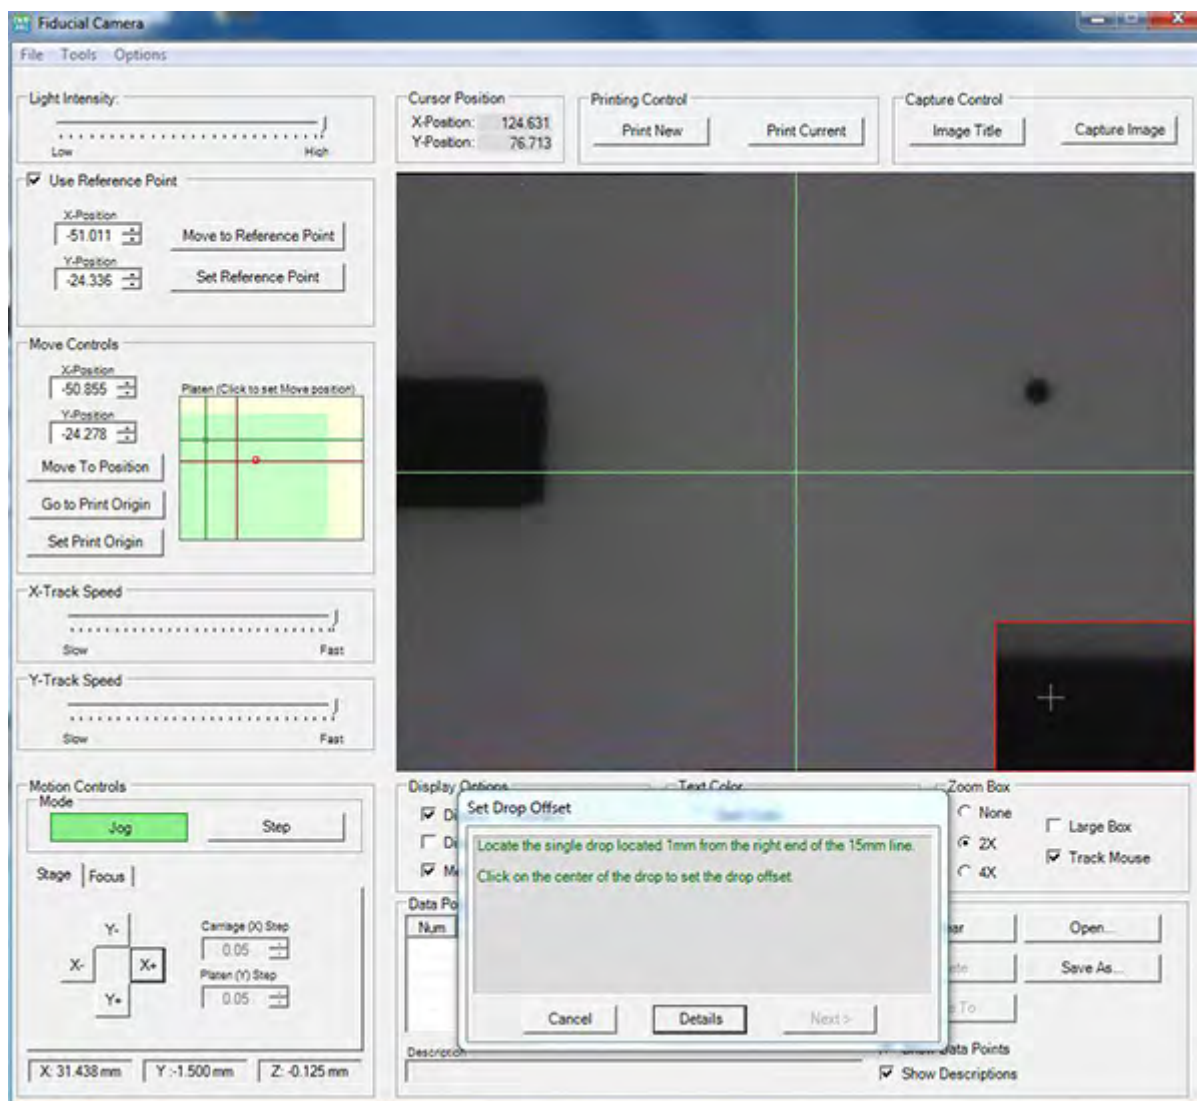 Fiducial Camera
File Tools Options
Light Intensity:
Low High
Cursor Position
X-Position: 124.631
Y-Position: 76.713
Printing Control
Print New Print Current
Capture Control
Image Title Capture Image
Use Reference Point
X-Position
-51.011 Move to Reference Point
Y-Position
-24.336 Set Reference Point
Move Controls
X-Position
-50.855
Platen (Click to set Move position)
Y-Position
-24.278
Move To Position
Go to Print Origin
Set Print Origin
X-Track Speed
Slow Fast
Y-Track Speed
Slow Fast
Motion Controls
Mode
Jog Step
Stage Focus
Y-
X- X+
Y+
Carriage (X) Step
0.05
Platen (Y) Step
0.05
X: 31.438 mm Y :-1.500 mm Z: -0.125 mm
Display Options Text Color Zoom Box
None
2X
4X
Large Box
Track Mouse
Set Drop Offset
Locate the single drop located 1mm from the right end of the 15mm line.
Click on the center of the drop to set the drop offset.
Cancel Details Next >
Num
Open...
Save As...
Description
Data Points
Show Descriptions